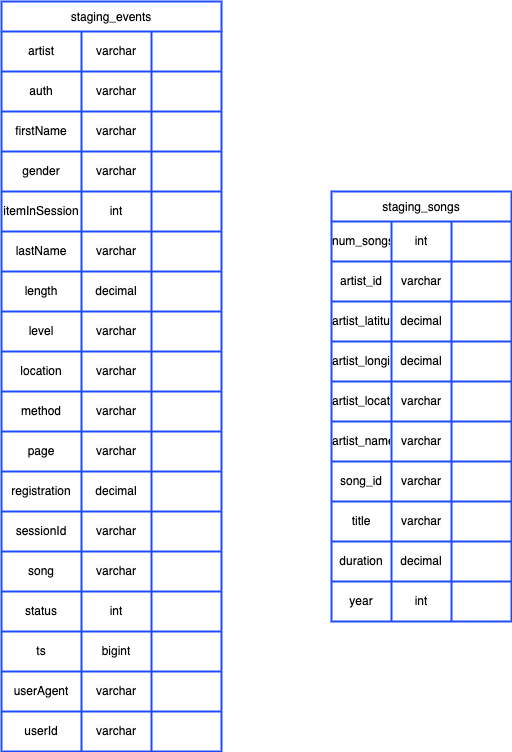 staging_events
artist varchar
auth varchar
firstName varchar
gender varchar
itemInSession int
lastName varchar
length decimal
level varchar
location varchar
method varchar
page varchar
registration decimal
sessionId varchar
song varchar
status int
ts bigint
userAgent varchar
userId varchar
staging_songs
num_songs int
artist_id varchar
artist_latitu decimal
artist_longi decimal
artist_locat varchar
artist_name varchar
song_id varchar
title varchar
duration decimal
year int